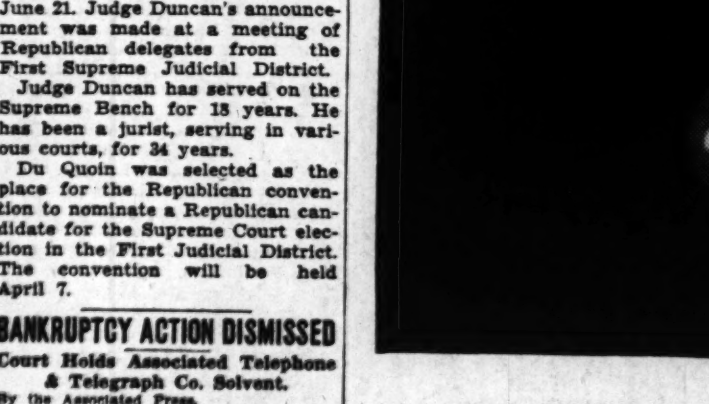 June 21. Judge Duncan's announce-
ment was made at a meeting of
Republican delegates from the
First Supreme Judicial District.
Judge Duncan has served on the
Supreme Bench for 18 years. He
has been a jurist, serving in vari-
ous courts, for 34 years.
Du Quoin was selected as the
place for the Republican conven-
tion to nominate a Republican can-
didate for the Supreme Court elec-
tion in the First Judicial District.
The convention will be held
April 7.
BANKRUPTCY ACTION DISMISSED
Court Holds Associated Telephone
& Telegraph Co. Solvent.
By the Associated Press.